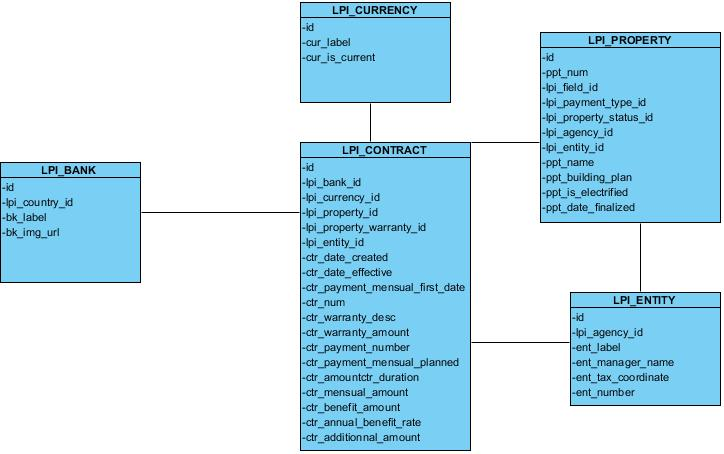 LPI_CURRENCY
-id
-cur_label
-cur_is_current
LPI_PROPERTY
-id
-ppt_num
-lpi_field_id
-lpi_payment_type_id
-lpi_property_status_id
-lpi_agency_id
-lpi_entity_id
-ppt_name
-ppt_building_plan
-ppt_is_electrified
-ppt_date_finalized
LPI_BANK
-id
-lpi_country_id
-bk_label
-bk_img_url
LPI_CONTRACT
-id
-lpi_bank_id
-lpi_currency_id
-lpi_property_id
-lpi_property_warranty_id
-lpi_entity_id
-ctr_date_created
-ctr_date_effective
-ctr_payment_mensual_first_date
-ctr_num
-ctr_warranty_desc
-ctr_warranty_amount
-ctr_payment_number
-ctr_payment_mensual_planned
-ctr_amountctr_duration
-ctr_mensual_amount
-ctr_benefit_amount
-ctr_annual_benefit_rate
-ctr_additionnal_amount
LPI_ENTITY
-id
-lpi_agency_id
-ent_label
-ent_manager_name
-ent_tax_coordinate
-ent_number